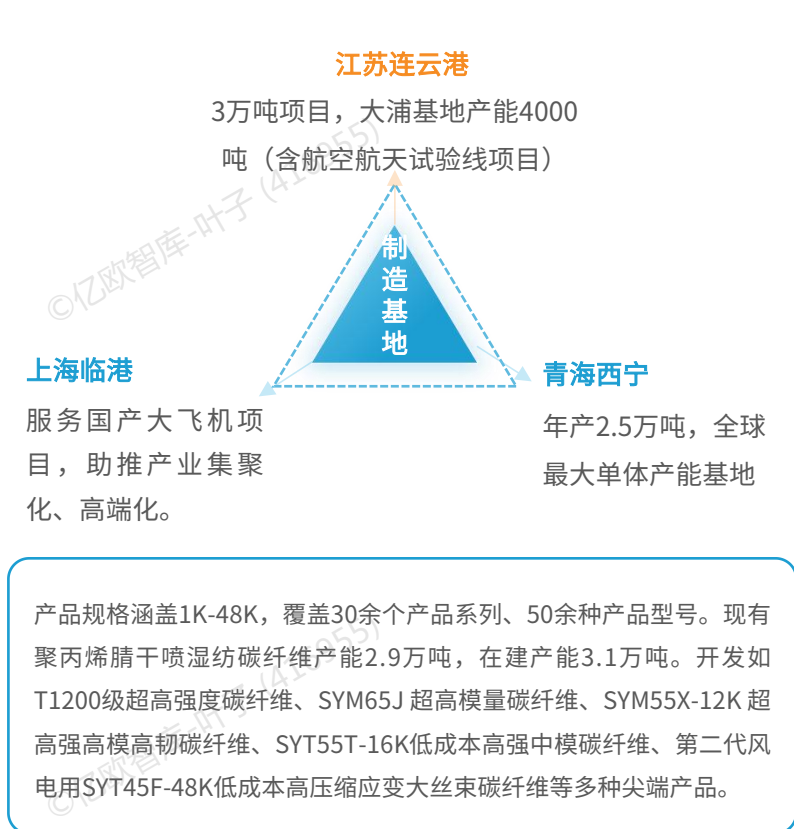 江苏连云港
3万吨项目，大浦基地产能4000
吨（含航空航天试验线项目）
制
造
基
地
上海临港
服务国产大飞机项
目，助推产业集聚
化、高端化。
青海西宁
年产2.5万吨，全球
最大单体产能基地
产品规格涵盖1K-48K，覆盖30余个产品系列、50余种产品型号。现有
聚丙烯腈干喷湿纺碳纤维产能2.9万吨，在建产能3.1万吨。开发如
T1200级超高强度碳纤维、SYM65J 超高模量碳纤维、SYM55X-12K 超
高强高模高韧碳纤维、SYT55T-16K低成本高强中模碳纤维、第二代风
电用SYT45F-48K低成本高压缩应变大丝束碳纤维等多种尖端产品。